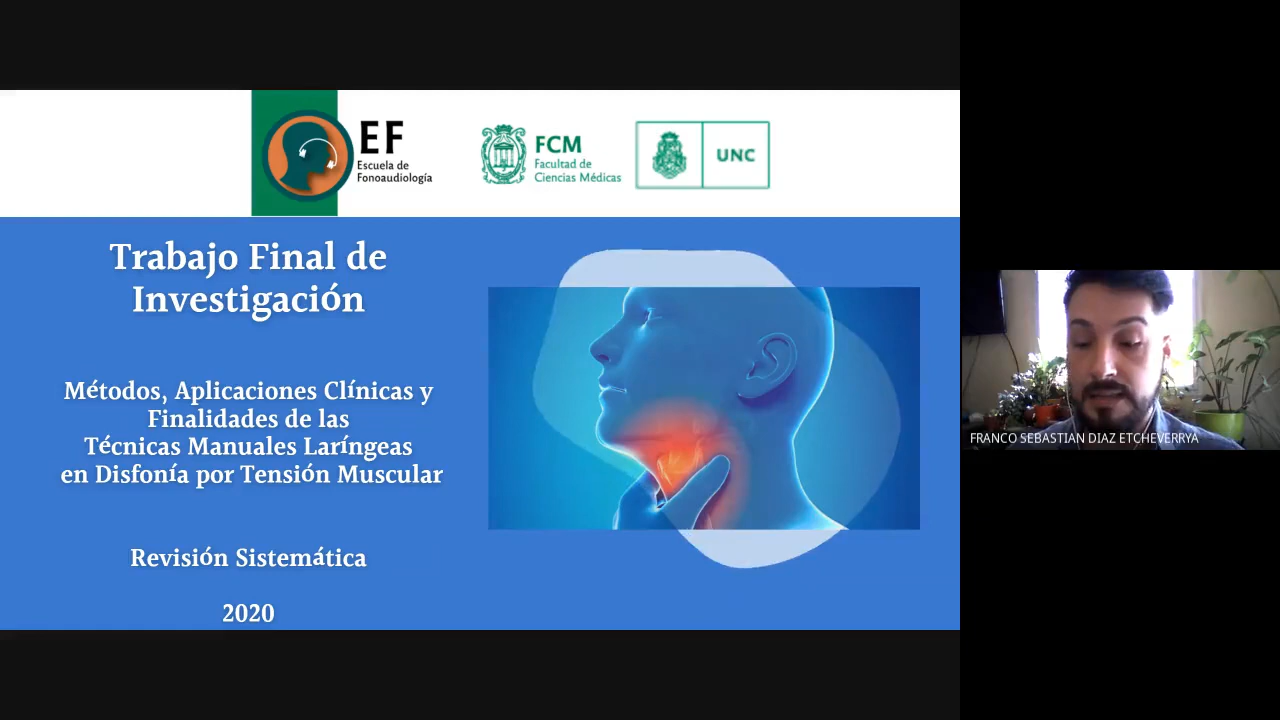 EF
Escuela de
Fonoaudiología
FCM
Facultad de
Ciencias Médicas
UNC
Trabajo Final de
Investigación
Métodos, Aplicaciones Clínicas y
Finalidades de las
Técnicas Manuales Laríngeas
en Disfonía por Tensión Muscular
Revisión Sistemática
2020
FRANCO SEBASTIAN DIAZ ETCHEVERRYA